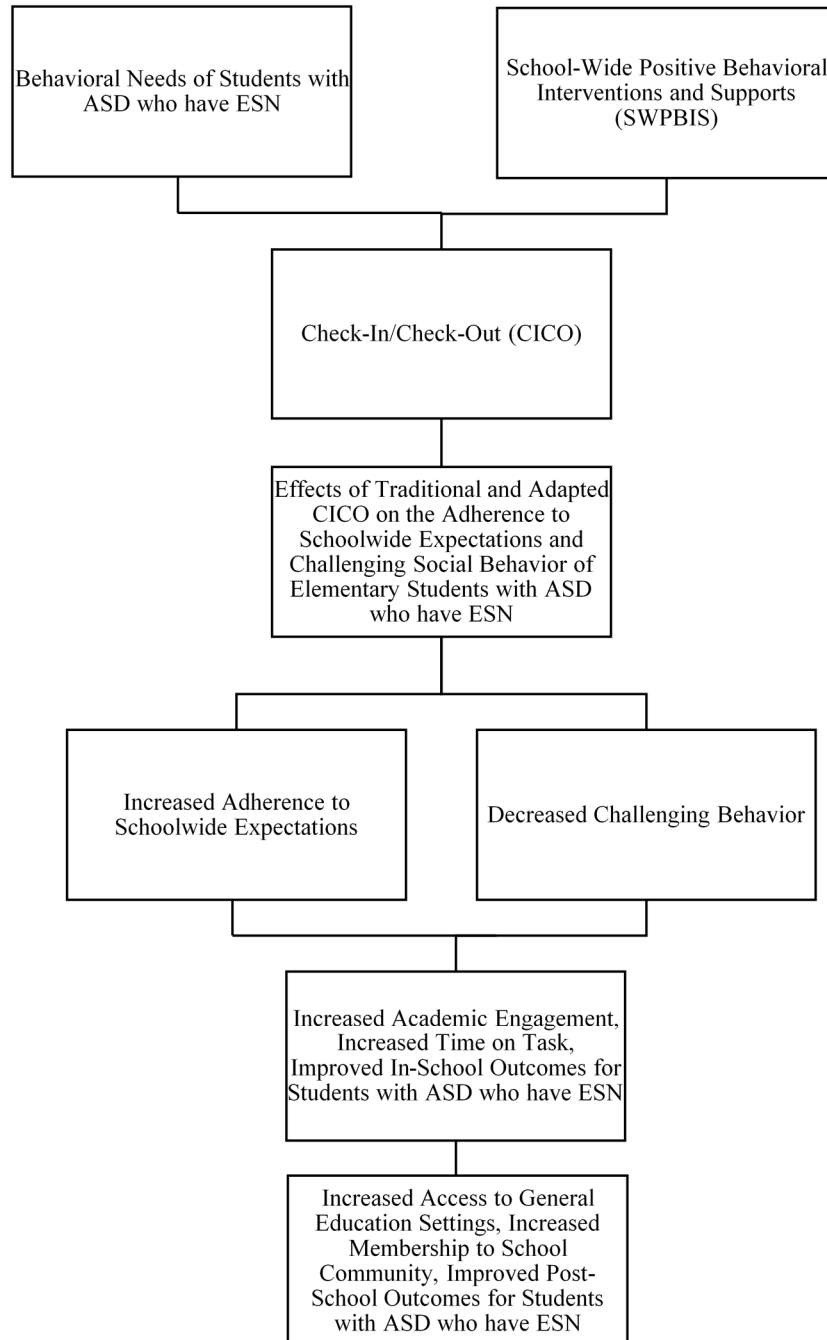 Behavioral Needs of Students with
ASD who have ESN
School-Wide Positive Behavioral
Interventions and Supports
(SWPBIS)
Check-In/Check-Out (CICO)
Effects of Traditional and Adapted
CICO on the Adherence to
Schoolwide Expectations and
Challenging Social Behavior of
Elementary Students with ASD
who have ESN
Increased Adherence to
Schoolwide Expectations
Decreased Challenging Behavior
Increased Academic Engagement,
Increased Time on Task,
Improved In-School Outcomes for
Students with ASD who have ESN
Increased Access to General
Education Settings, Increased
Membership to School
Community, Improved Post-
School Outcomes for Students
with ASD who have ESN